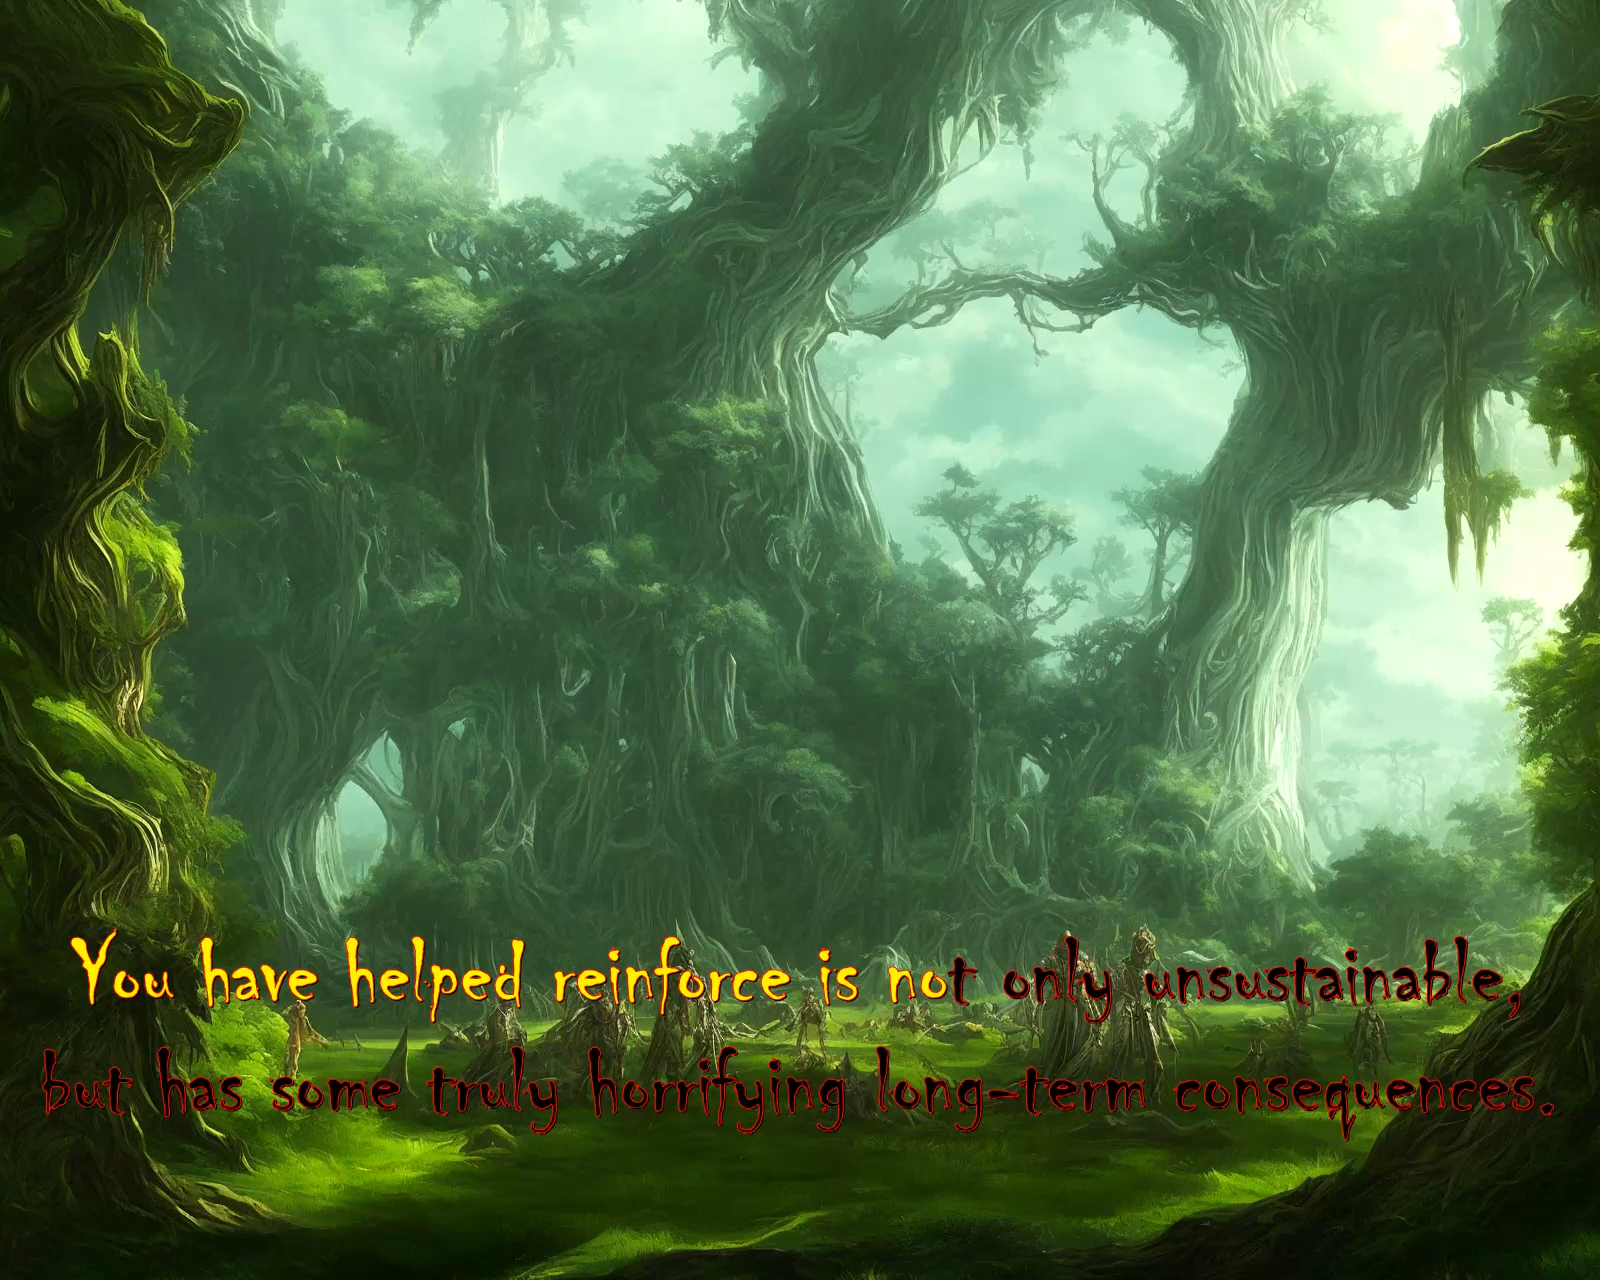 You have helped reinforce is not only unsustainable,
but has some truly horrifying long-term consequences.